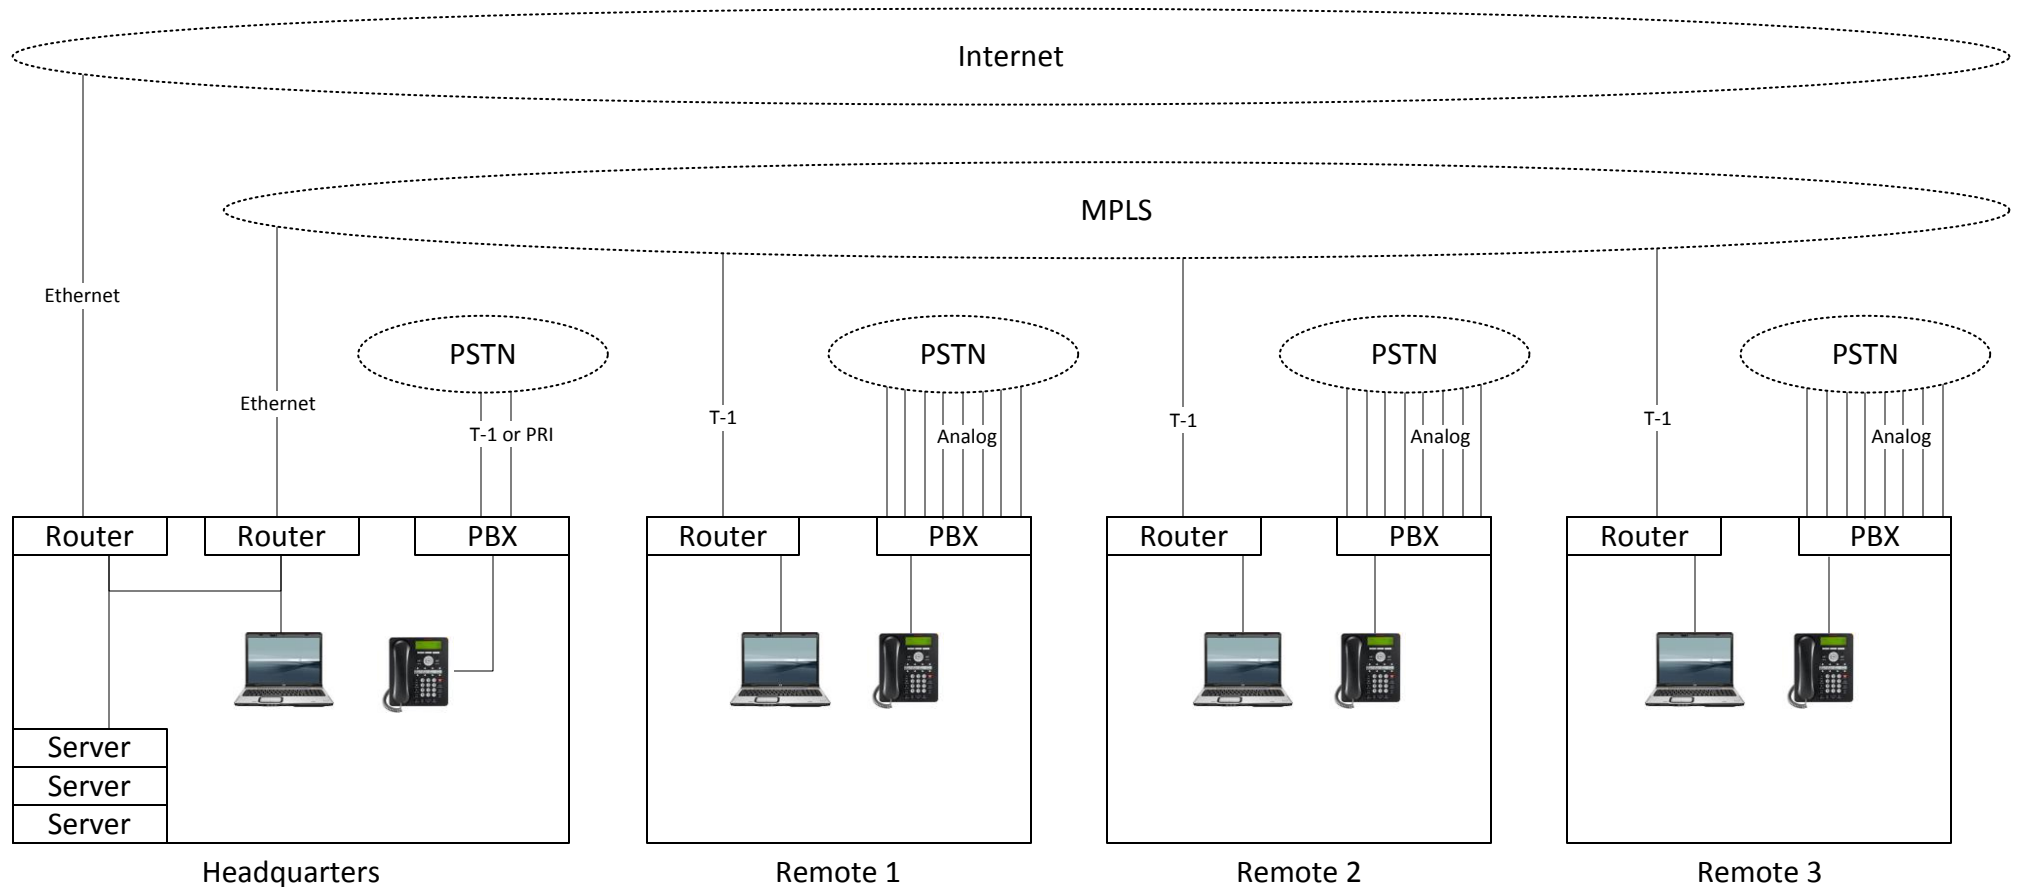 Internet
MPLS
Ethernet
PSTN
PSTN
PSTN
PSTN
Ethernet
T-1
T-1
T-1
T-1 or PRI
Analog
Analog
Analog
Router
Router
PBX
Router
PBX
Router
PBX
Router
PBX
Server
Server
Server
Headquarters
Remote 1
Remote 2
Remote 3